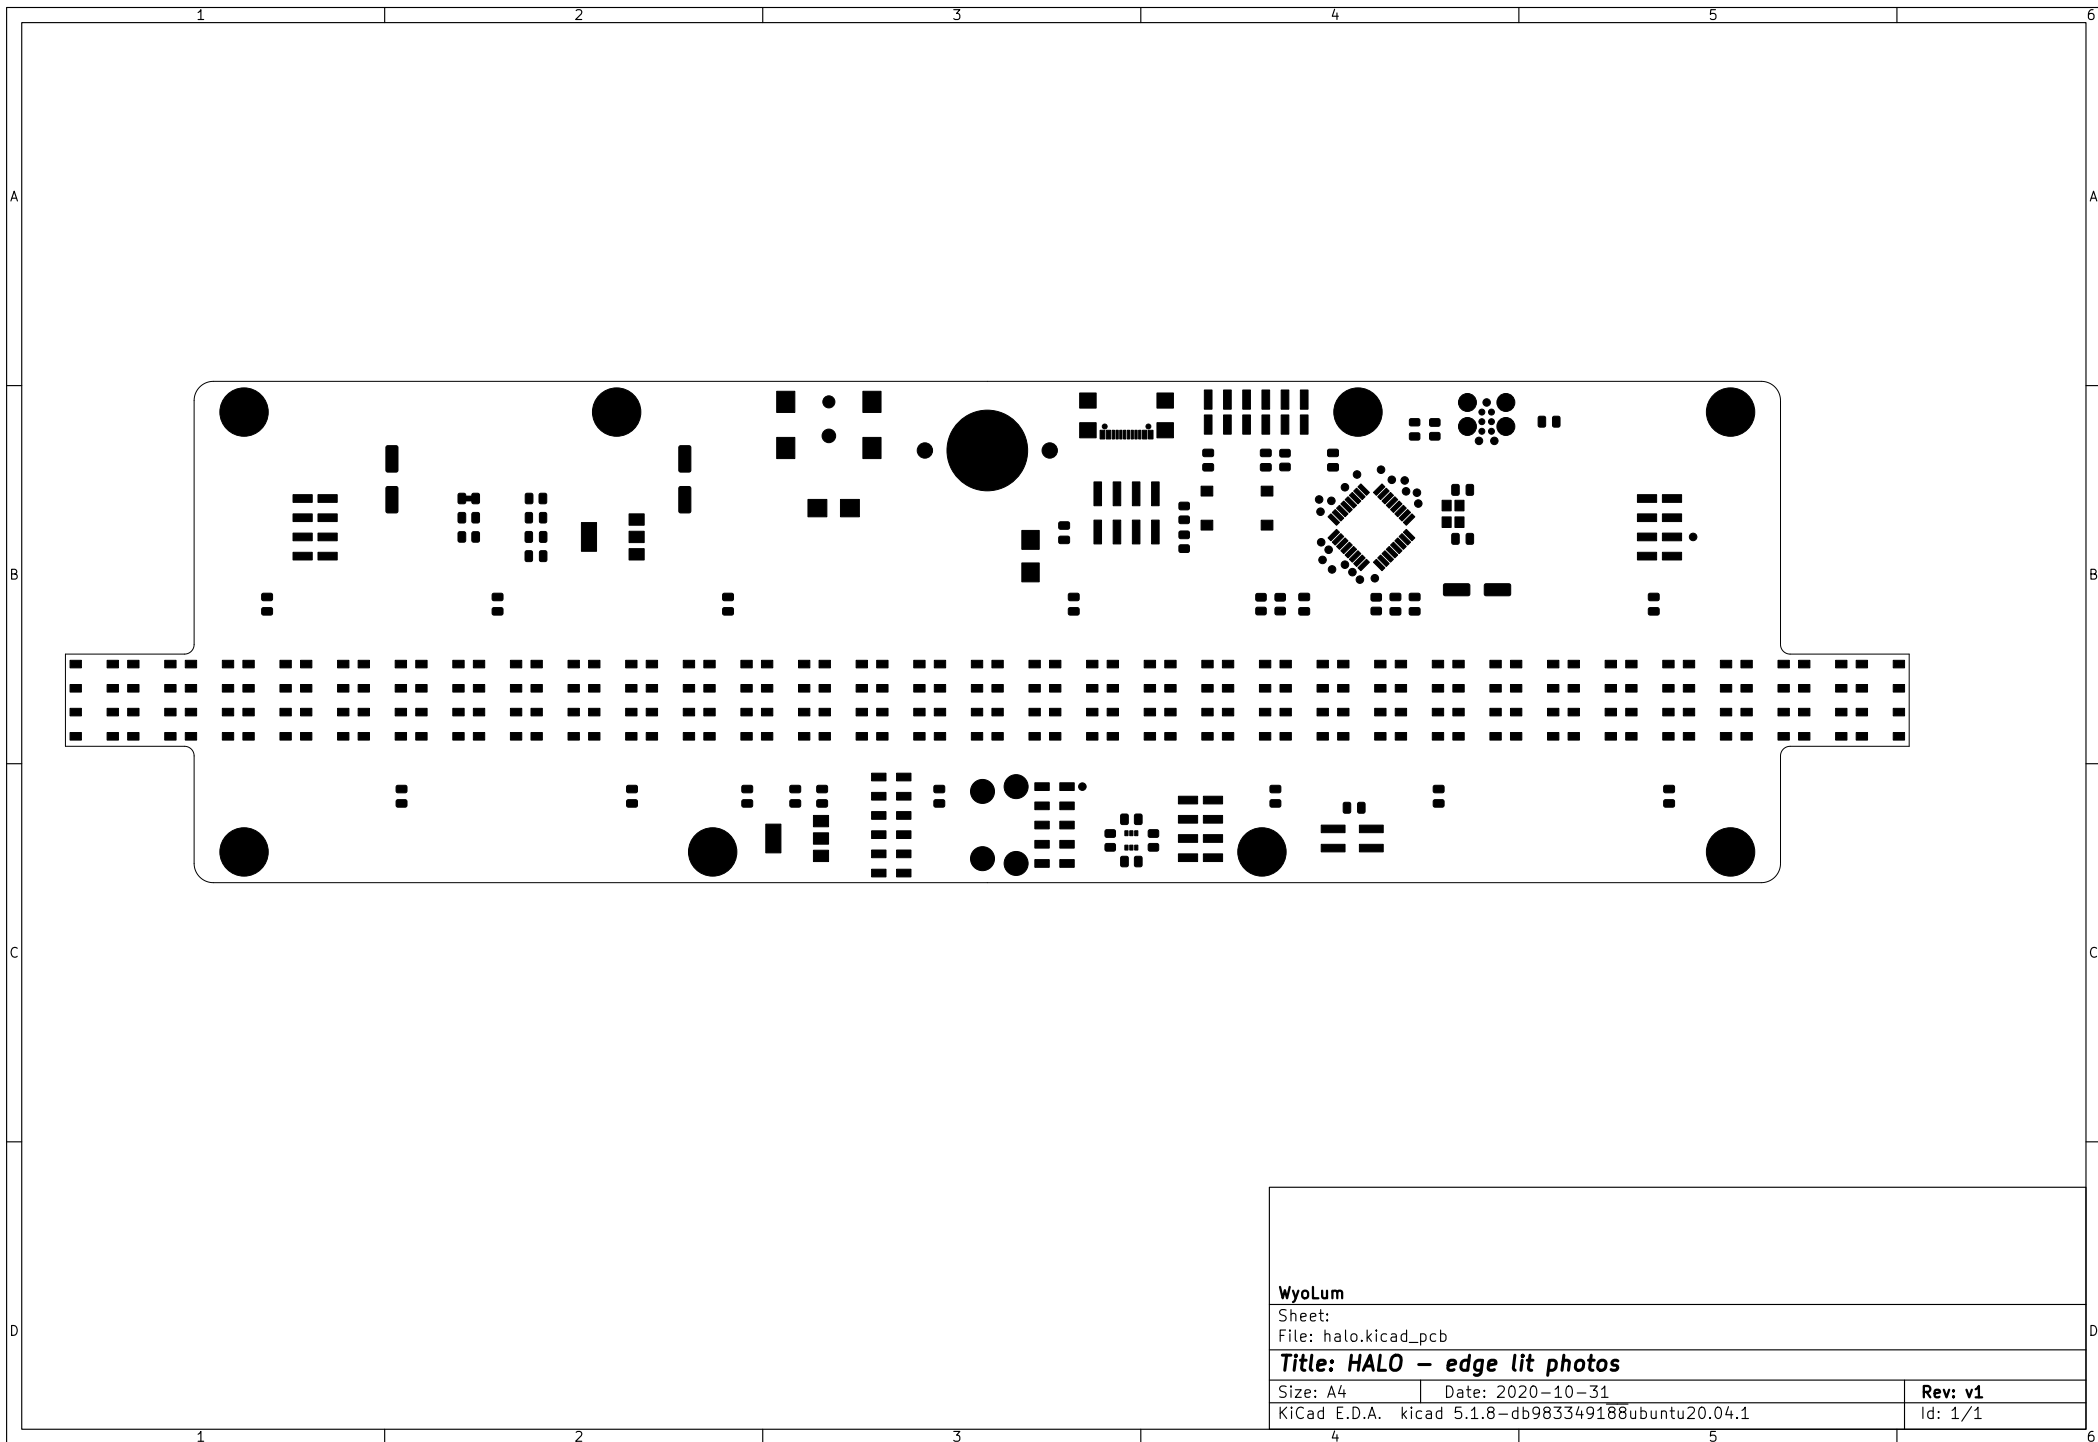 1 2 3 4 5 6
A A
B B
C C
D D
WyoLum
Sheet:
File: halo.kicad_pcb
Title: HALO – edge lit photos
Size: A4 Date: 2020-10-31 Rev: v1
KiCad E.D.A. kicad 5.1.8-db983349188ubuntu20.04.1 Id: 1/1
1 2 3 4 5 6